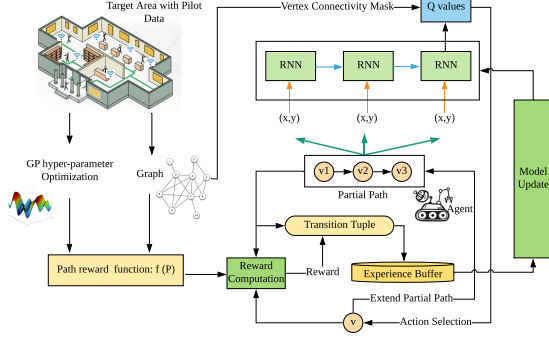 Target Area with Pilot
Data
Vertex Connectivity Mask
Q values
RNN
RNN
RNN
(x,y)
(x,y)
(x,y)
GP hyper-parameter
Optimization
Graph
v1
v2
v3
Partial Path
Agent
Model
Update
Transition Tuple
Path reward function: f (P)
Reward
Computation
Reward
Experience Buffer
Extend Partial Path
v
Action Selection